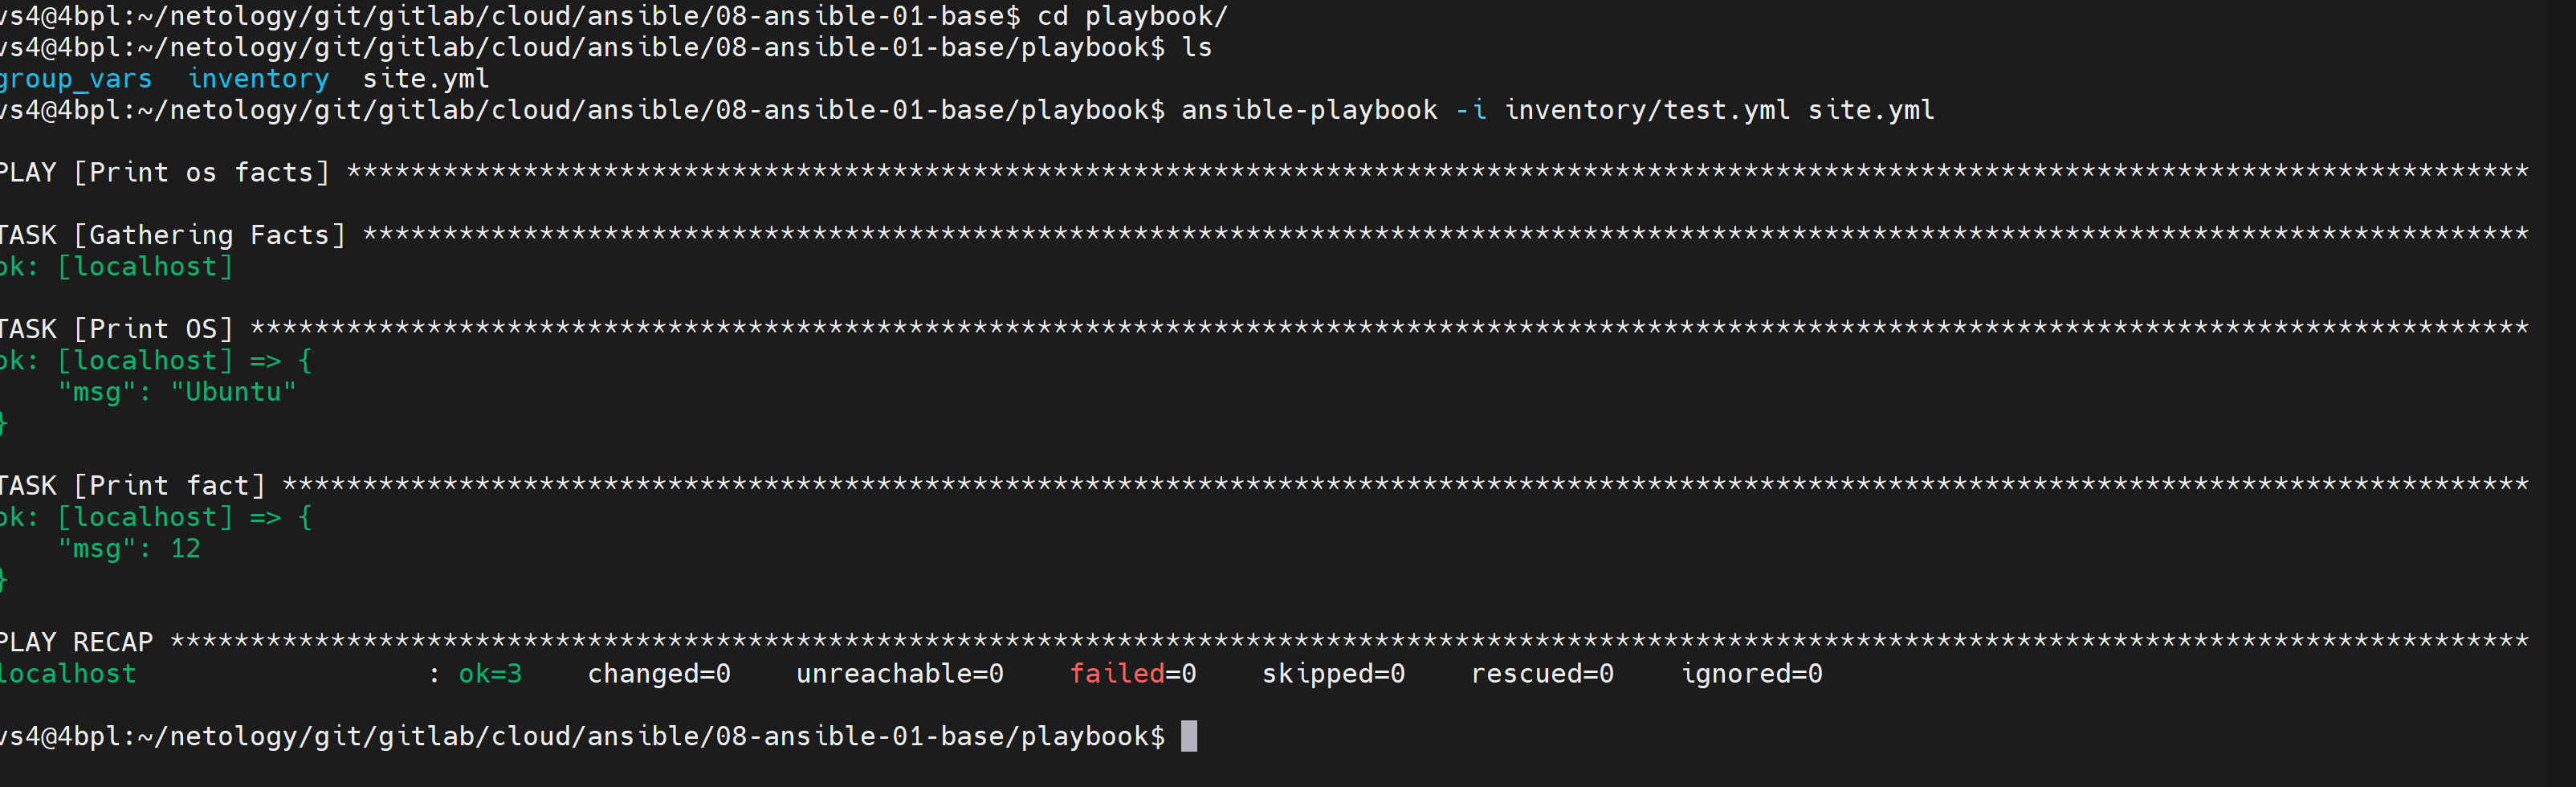 vs4@4bpl:~/netology/git/gitlab/cloud/ansible/08-ansible-01-base$ cd playbook/
vs4@4bpl:~/netology/git/gitlab/cloud/ansible/08-ansible-01-base/playbook$ ls
group_vars  inventory  site.yml
vs4@4bpl:~/netology/git/gitlab/cloud/ansible/08-ansible-01-base/playbook$ ansible-playbook -i inventory/test.yml site.yml
PLAY [Print os facts] ****************************************************************************************************************************************
TASK [Gathering Facts] ***************************************************************************************************************************************
ok: [localhost]
TASK [Print OS] **********************************************************************************************************************************************
ok: [localhost] => {
    "msg": "Ubuntu"
}
TASK [Print fact] ********************************************************************************************************************************************
ok: [localhost] => {
    "msg": 12
}
PLAY RECAP ***************************************************************************************************************************************************
localhost                  : ok=3    changed=0    unreachable=0    failed=0    skipped=0    rescued=0    ignored=0
vs4@4bpl:~/netology/git/gitlab/cloud/ansible/08-ansible-01-base/playbook$